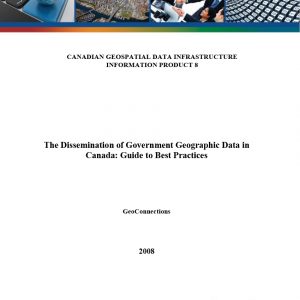 CANADIAN GEOSPATIAL DATA INFRASTRUCTURE
INFORMATION PRODUCT 8
The Dissemination of Government Geographic Data in
Canada: Guide to Best Practices
GeoConnections
2008